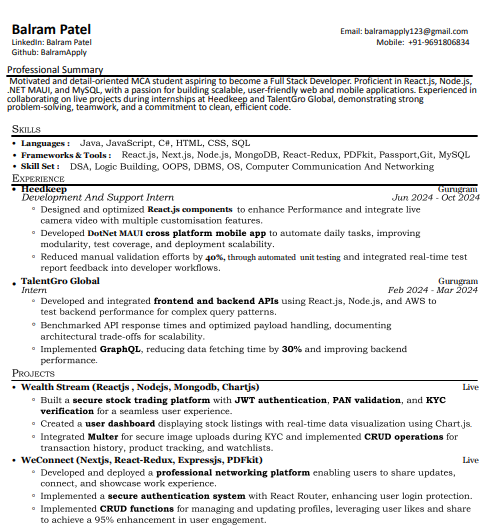 Balram Patel
Email: balramapply123@gmail.com
LinkedIn: Balram Patel
Mobile: +91-9691806834
Github: BalramApply
Professional Summary
Motivated and detail-oriented MCA student aspiring to become a Full Stack Developer. Proficient in React.js, Node.js,
.NET MAUI, and MySQL, with a passion for building scalable, user-friendly web and mobile applications. Experienced in
collaborating on live projects during internships at Heedkeep and TalentGro Global, demonstrating strong
problem-solving, teamwork, and a commitment to clean, efficient code.
SKILLS
• Languages : Java, JavaScript, C#, HTML, CSS, SQL
• Frameworks & Tools : React.js, Next.js, Node.js, MongoDB, React-Redux, PDFkit, Passport,Git, MySQL
• Skill Set : DSA, Logic Building, OOPS, DBMS, OS, Computer Communication And Networking
EXPERIENCE
• Heedkeep Gurugram
Development And Support Intern Jun 2024 - Oct 2024
◦ Designed and optimized React.js components to enhance Performance and integrate live
camera video with multiple customisation features.
◦ Developed DotNet MAUI cross platform mobile app to automate daily tasks, improving
modularity, test coverage, and deployment scalability.
◦ Reduced manual validation efforts by 40%, through automated unit testing and integrated real-time test
report feedback into developer workflows.
• TalentGro Global Gurugram
Intern Feb 2024 - Mar 2024
◦ Developed and integrated frontend and backend APIs using React.js, Node.js, and AWS to
test backend performance for complex query patterns.
◦ Benchmarked API response times and optimized payload handling, documenting
architectural trade-offs for scalability.
◦ Implemented GraphQL, reducing data fetching time by 30% and improving backend
performance.
PROJECTS
• Wealth Stream (Reactjs , Nodejs, Mongodb, Chartjs) Live
◦ Built a secure stock trading platform with JWT authentication, PAN validation, and KYC
verification for a seamless user experience.
◦ Created a user dashboard displaying stock listings with real-time data visualization using Chart.js.
◦ Integrated Multer for secure image uploads during KYC and implemented CRUD operations for
transaction history, product tracking, and watchlists.
• WeConnect (Nextjs, React-Redux, Expressjs, PDFkit) Live
◦ Developed and deployed a professional networking platform enabling users to share updates,
connect, and showcase work experience.
◦ Implemented a secure authentication system with React Router, enhancing user login protection.
◦ Implemented CRUD functions for managing and updating profiles, leveraging user likes and share
to achieve a 95% enhancement in user engagement.